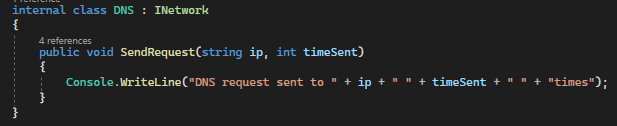 internal class DNS : INetwork
{
4 references
public void SendRequest(string ip, int timeSent)
{
Console.WriteLine("DNS request sent to " + ip + " " + timeSent + " " + "times");
}
}